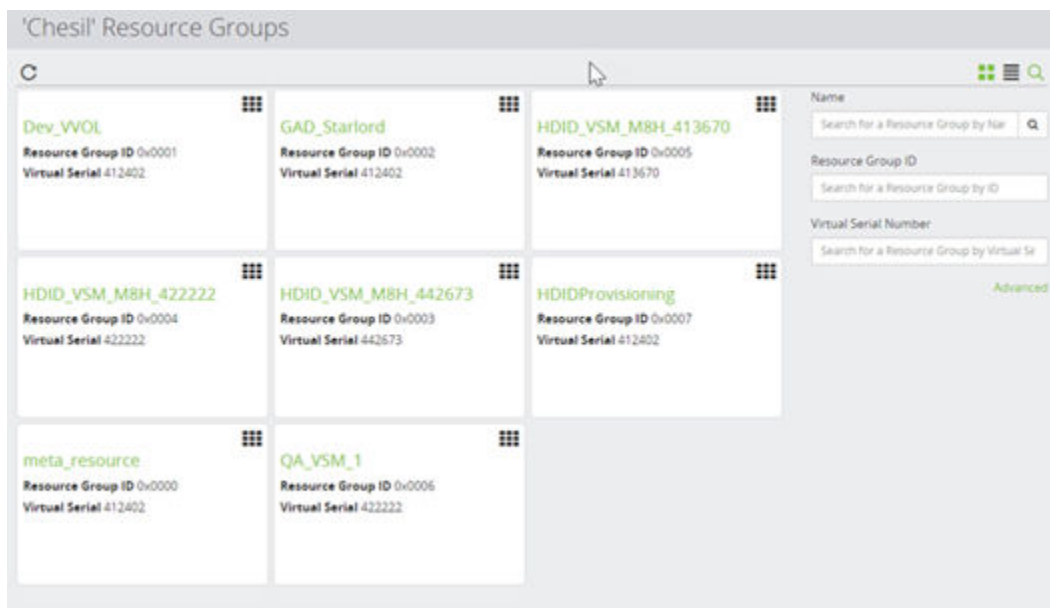 'Chesil' Resource Groups
Dev_VVOL
Resource Group ID 0x0001
Virtual Serial 412402
GAD_Starlord
Resource Group ID 0x0002
Virtual Serial 412402
HDID_VSM_M8H_413670
Resource Group ID 0x0005
Virtual Serial 413670
HDID_VSM_M8H_422222
Resource Group ID 0x0004
Virtual Serial 422222
HDID_VSM_M8H_442673
Resource Group ID 0x0003
Virtual Serial 442673
HDIDProvisioning
Resource Group ID 0x0007
Virtual Serial 412402
meta_resource
Resource Group ID 0x0000
Virtual Serial 412402
QA_VSM_1
Resource Group ID 0x0006
Virtual Serial 422222
Name
Search for a Resource Group by Nar
Resource Group ID
Search for a Resource Group by ID
Virtual Serial Number
Search for a Resource Group by Virtual Se
Advanced